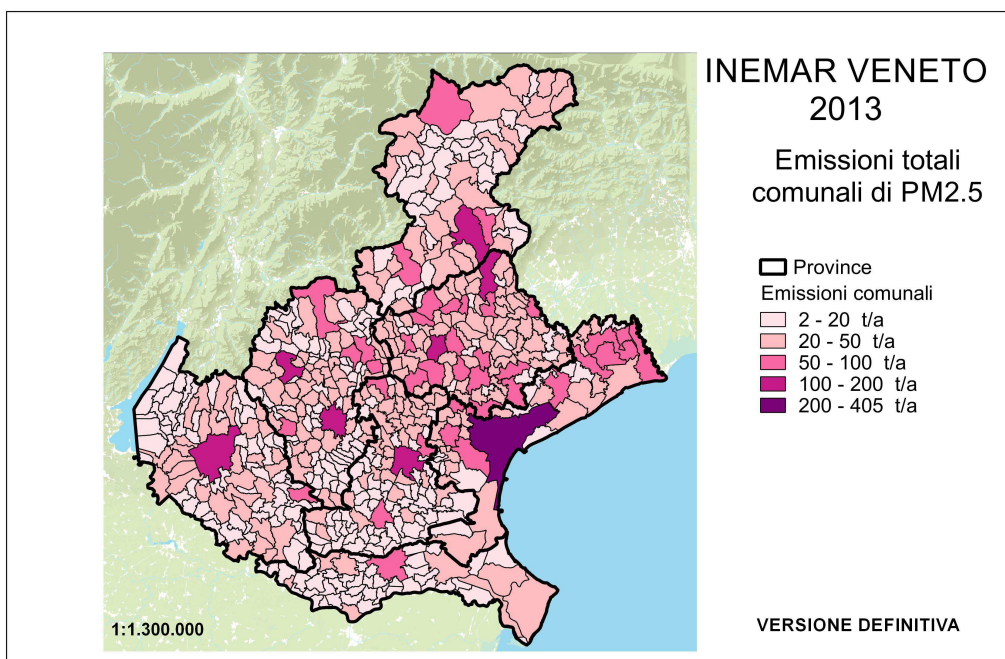 INEMAR VENETO
2013
Emissioni totali
comunali di PM2.5
Province
Emissioni comunali
2 - 20 t/a
20 - 50 t/a
50 - 100 t/a
100 - 200 t/a
200 - 405 t/a
1:1.300.000
VERSIONE DEFINITIVA